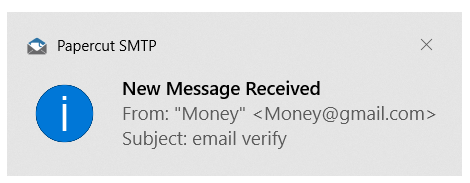 Papercut SMTP
New Message Received
From: "Money" <Money@gmail.com>
Subject: email verify